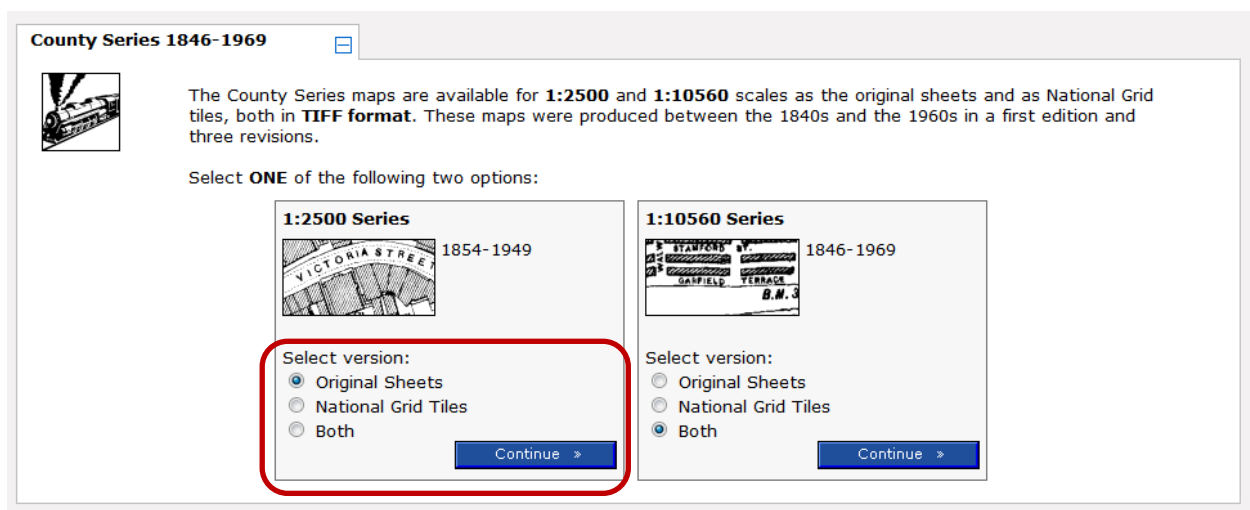 County Series 1846-1969
The County Series maps are available for 1:2500 and 1:10560 scales as the original sheets and as National Grid
tiles, both in TIFF format. These maps were produced between the 1840s and the 1960s in a first edition and
three revisions.
Select ONE of the following two options:
1:2500 Series
VICTORIA STREET
1854-1949
Select version:
Original Sheets
National Grid Tiles
Both
Continue »
1:10560 Series
STAMFORD ST.
GARFIELD TERRACE
B.M. 3
1846-1969
Select version:
Original Sheets
National Grid Tiles
Both
Continue »